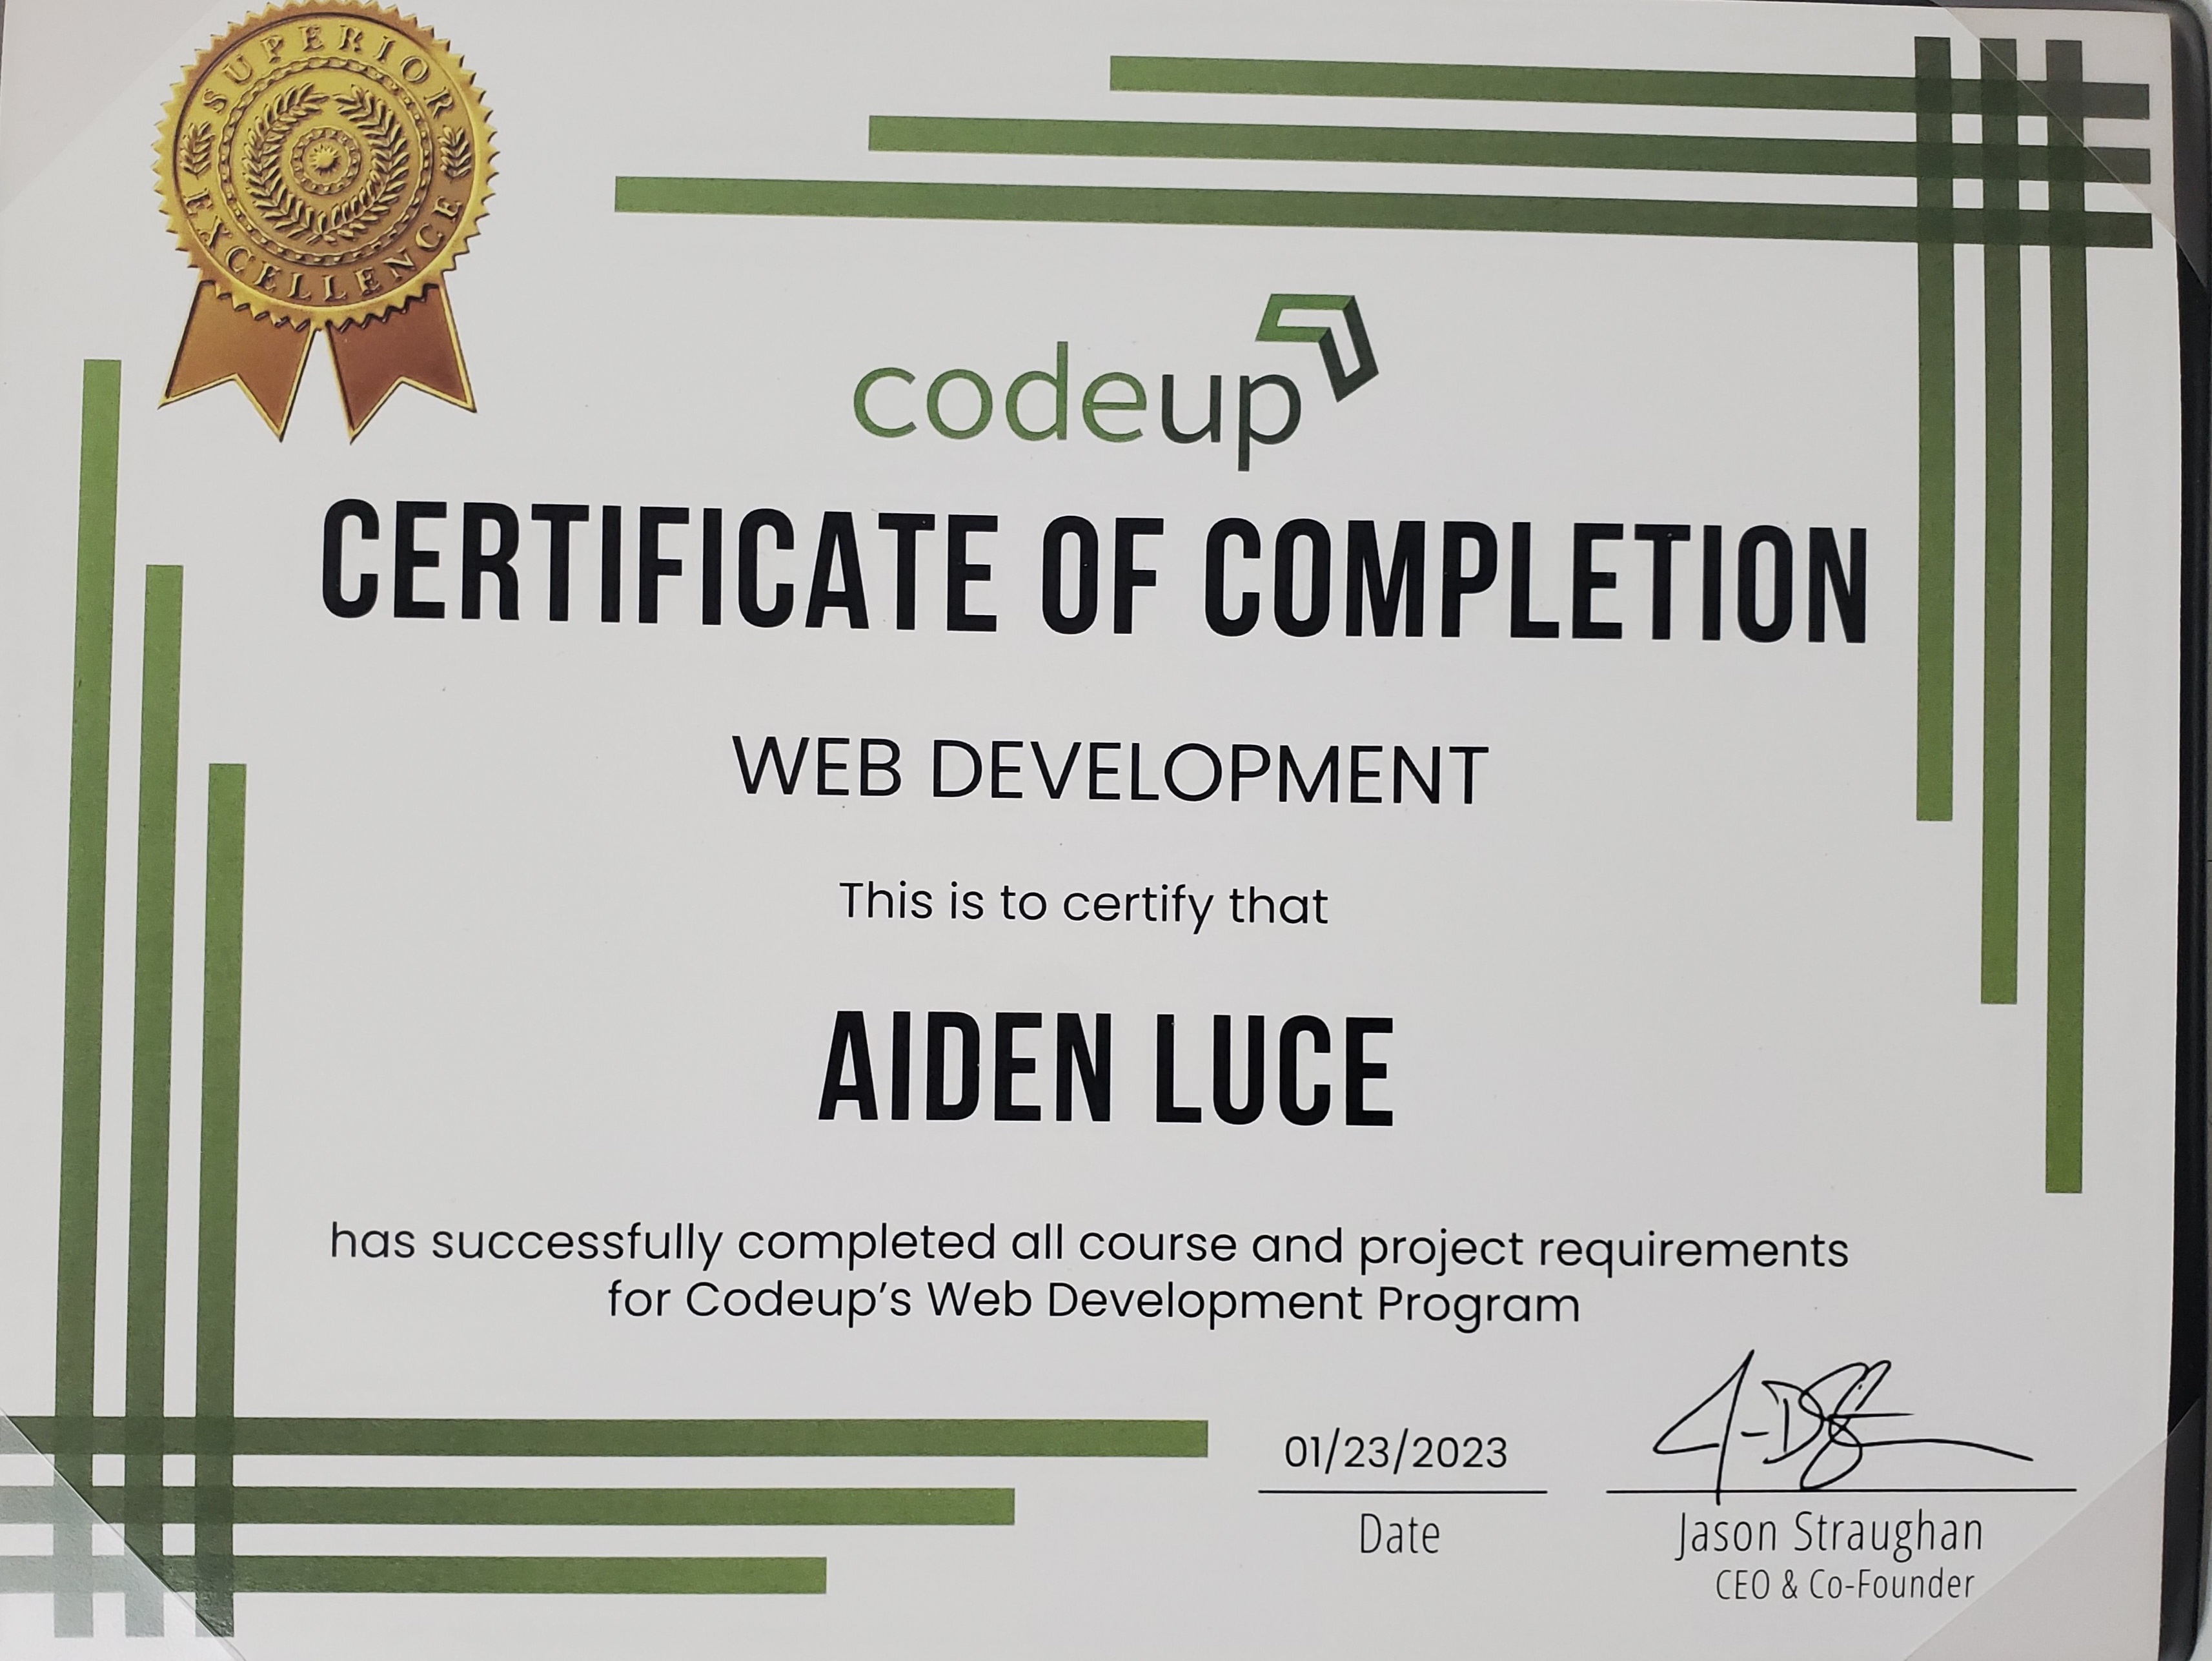 SUPERIOR
EXCELLENCE
codeup
CERTIFICATE OF COMPLETION
WEB DEVELOPMENT
This is to certify that
AIDEN LUCE
has successfully completed all course and project requirements
for Codeup's Web Development Program
01/23/2023
Date
Jason Straughan
CEO & Co-Founder